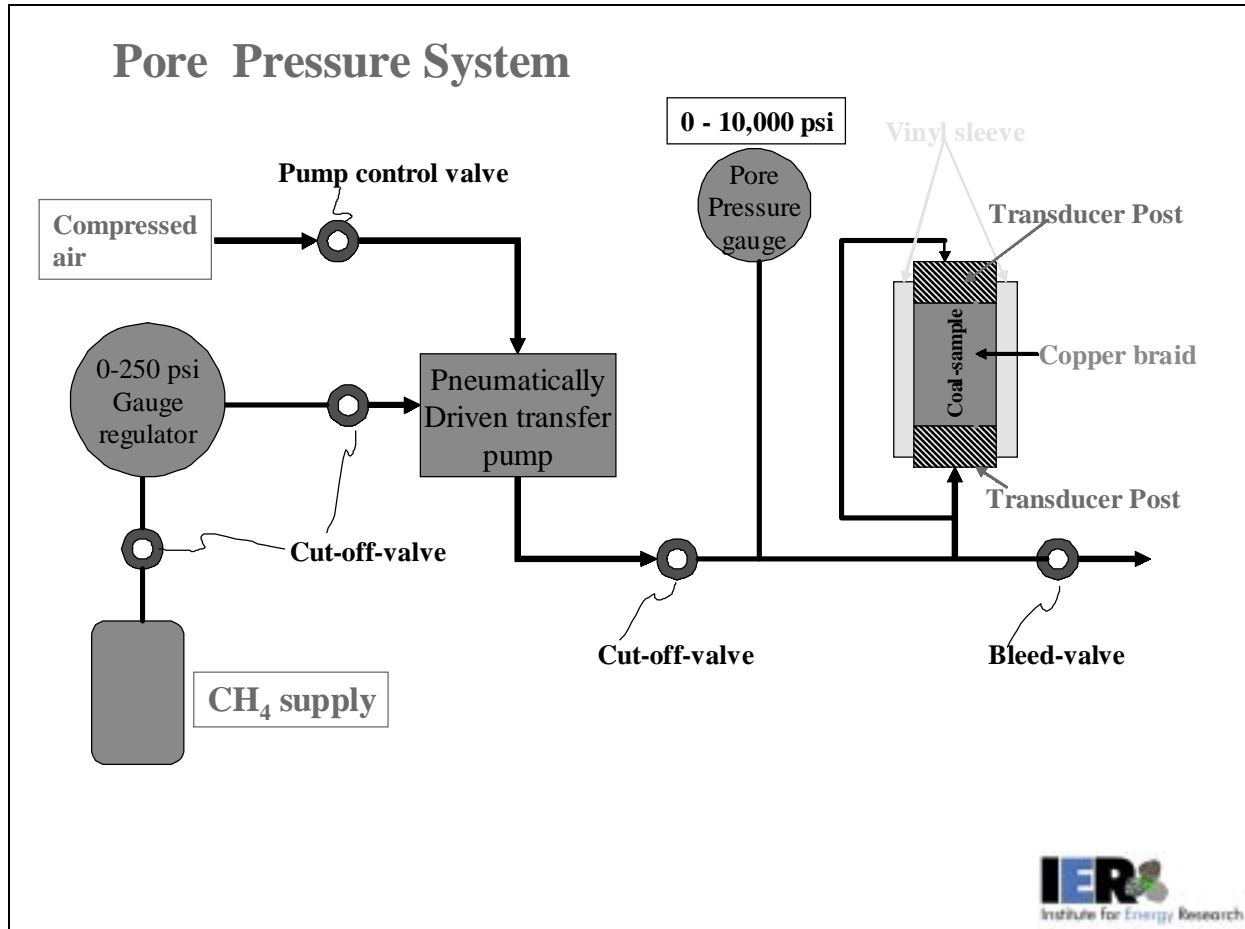 Pore Pressure System
0 - 10,000 psi
Vinyl sleeve
Pump control valve
Pore
Pressure
gauge
Transducer Post
Compressed
air
Coal-sample
Copper braid
0-250 psi
Gauge
regulator
Pneumatically
Driven transfer
pump
Transducer Post
Cut-off-valve
Cut-off-valve
Bleed-valve
CH₄ supply
IER
Institute for Energy Research